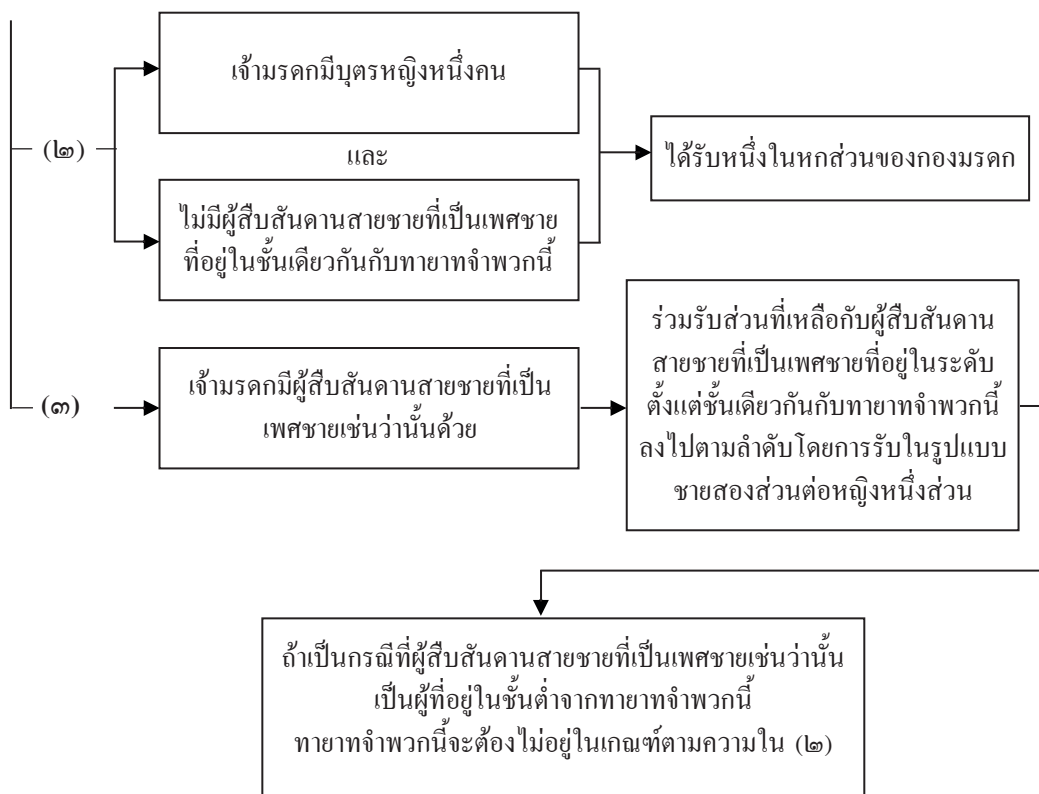 (๒)
เจ้ามรดกมีบุตรหญิงหนึ่งคน
และ
ไม่มีผู้สืบสันดานสายชายที่เป็นเพศชาย
ที่อยู่ในชั้นเดียวกันกับทายาทจำพวกนี้
ได้รับหนึ่งในหกส่วนของกองมรดก
(๓)
เจ้ามรดกมีผู้สืบสันดานสายชายที่เป็น
เพศชายเช่นว่านั้นด้วย
ร่วมรับส่วนที่เหลือกับผู้สืบสันดาน
สายชายที่เป็นเพศชายที่อยู่ในระดับ
ตั้งแต่ชั้นเดียวกันกับทายาทจำพวกนี้
ลงไปตามลำดับโดยการรับในรูปแบบ
ชายสองส่วนต่อหญิงหนึ่งส่วน
ถ้าเป็นกรณีที่ผู้สืบสันดานสายชายที่เป็นเพศชายเช่นว่านั้น
เป็นผู้ที่อยู่ในชั้นต่ำจากทายาทจำพวกนี้
ทายาทจำพวกนี้จะต้องไม่อยู่ในเกณฑ์ตามความใน (๒)